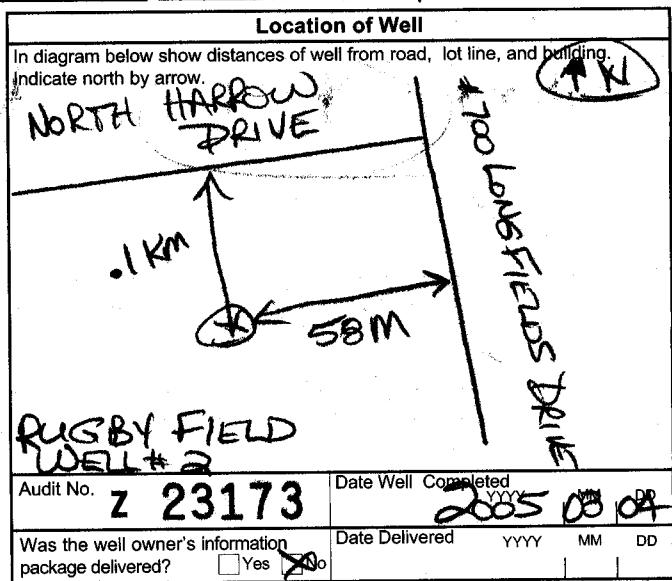 Location of Well
In diagram below show distances of well from road, lot line, and building.
Indicate north by arrow.
N
NORTH HARROW
DRIVE
#700 LONGFIELDS DRIVE
.1 KM
58M
RUGBY FIELD
WELL # 2
Audit No. Z 23173
Date Well Completed
YYYY MM DD
2005 04
Was the well owner's information
package delivered? Yes No
Date Delivered YYYY MM DD